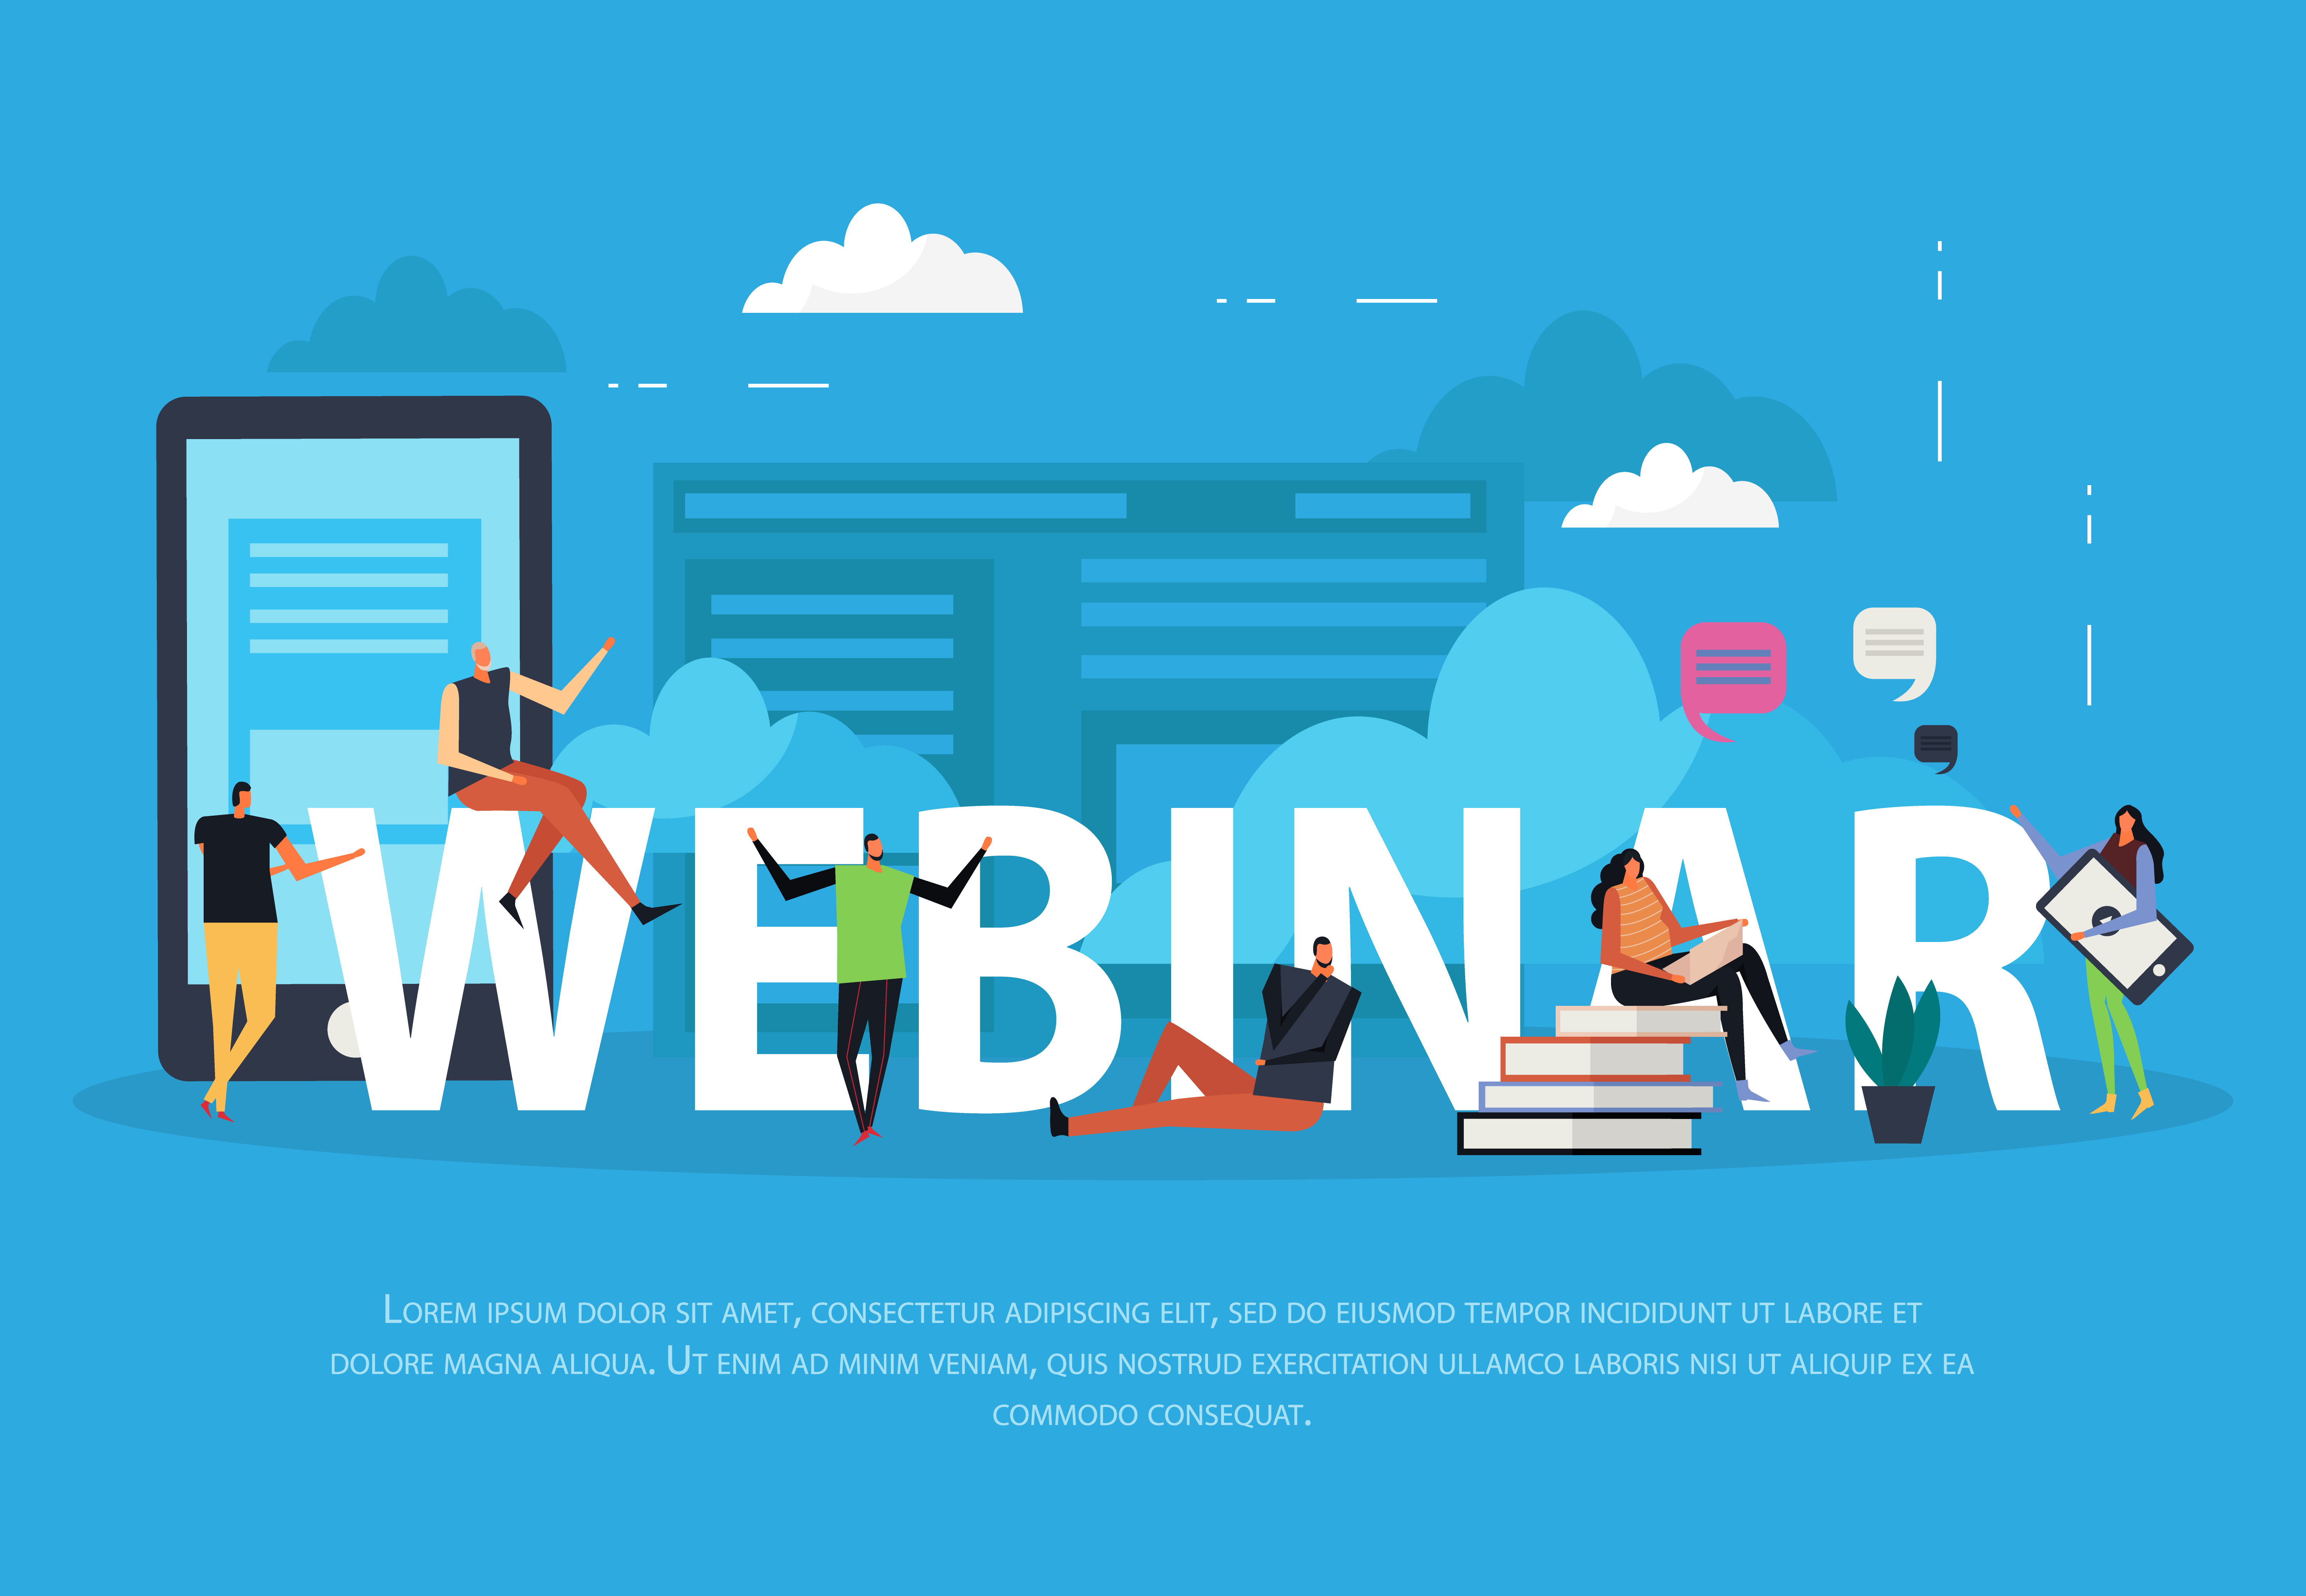 WEBINAR
Lorem ipsum dolor sit amet, consectetur adipiscing elit, sed do eiusmod tempor incididunt ut labore et
dolore magna aliqua. Ut enim ad minim veniam, quis nostrud exercitation ullamco laboris nisi ut aliquip ex ea
commodo consequat.